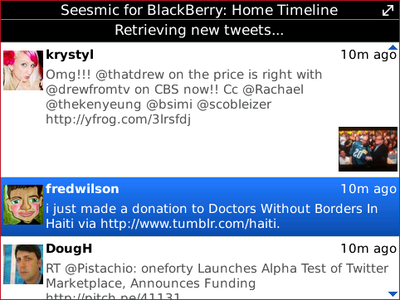 Seesmic for BlackBerry: Home Timeline
Retrieving new tweets...
krystyl 10m ago
Omg!!! @thatdrew on the price is right with
@drewfromtv on CBS now!! Cc @Rachael
@thekenyeung @bsimi @scobleizer
http://yfrog.com/3lrsfdj
fredwilson 10m ago
i just made a donation to Doctors Without Borders In
Haiti via http://www.tumblr.com/haiti.
DougH 10m ago
RT @Pistachio: oneforty Launches Alpha Test of Twitter
Marketplace, Announces Funding
http://pitch.pe/41131